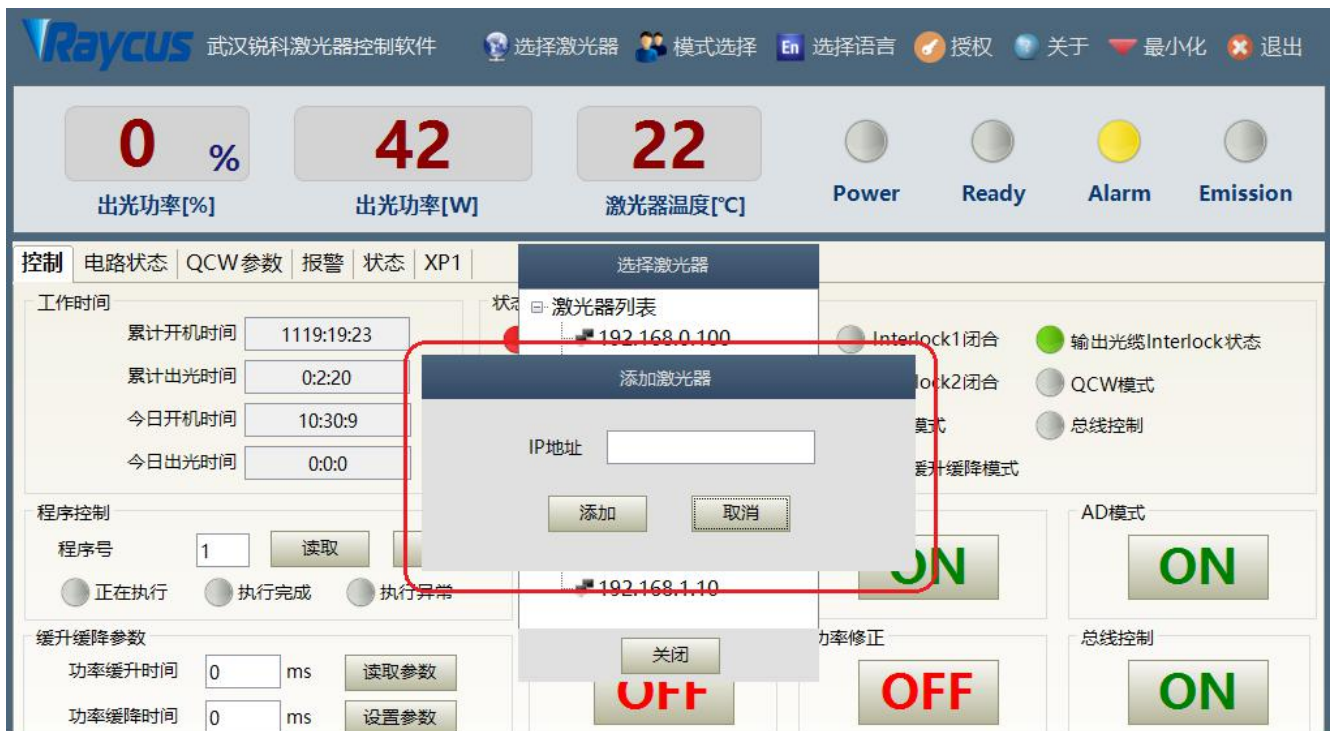 Raycus 武汉锐科激光器控制软件 选择激光器 模式选择 En 选择语言 授权 关于 最小化 退出
0 % 42 22
出光功率[%] 出光功率[W] 激光器温度[℃] Power Ready Alarm Emission
控制 电路状态 QCW参数 报警 状态 XP1 选择激光器
工作时间 激光器列表
累计开机时间 1119:19:23 192.168.0.100 Interlock1闭合 输出光缆Interlock状态
累计出光时间 0:2:20 添加激光器 lock2闭合 QCW模式
今日开机时间 10:30:9 模式 总线控制
今日出光时间 0:0:0 IP地址 缓升缓降模式
程序控制 添加 取消 AD模式
程序号 1 读取 ON ON
正在执行 执行完成 执行异常 192.168.1.10
缓升缓降参数 关闭 功率修正 总线控制
功率缓升时间 0 ms 读取参数 OFF OFF ON
功率缓降时间 0 ms 设置参数